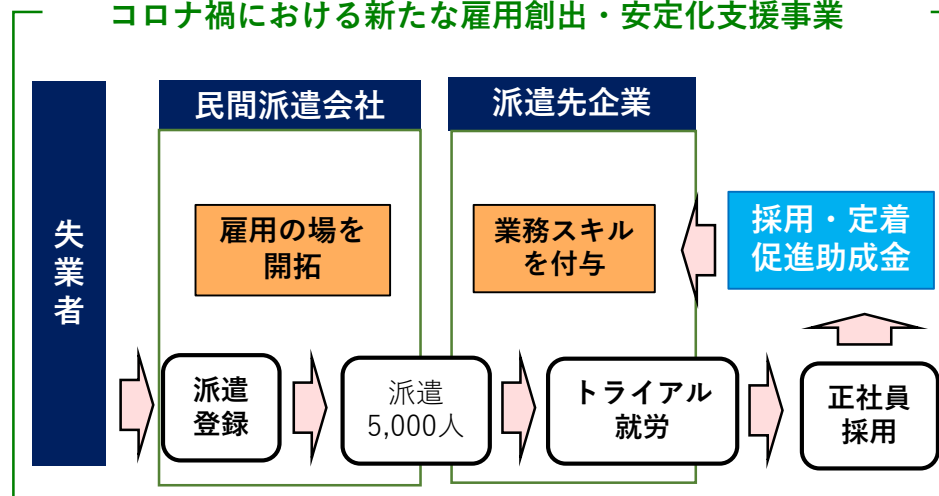 コロナ禍における新たな雇用創出・安定化支援事業
失業者
民間派遣会社
派遣先企業
雇用の場を
開拓
業務スキル
を付与
採用・定着
促進助成金
派遣
登録
派遣
5,000人
トライアル
就労
正社員
採用